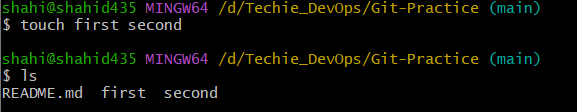 shahi@shahid435 MINGW64 /d/Techie_DevOps/Git-Practice (main)
$ touch first second
shahi@shahid435 MINGW64 /d/Techie_DevOps/Git-Practice (main)
$ ls
README.md  first  second